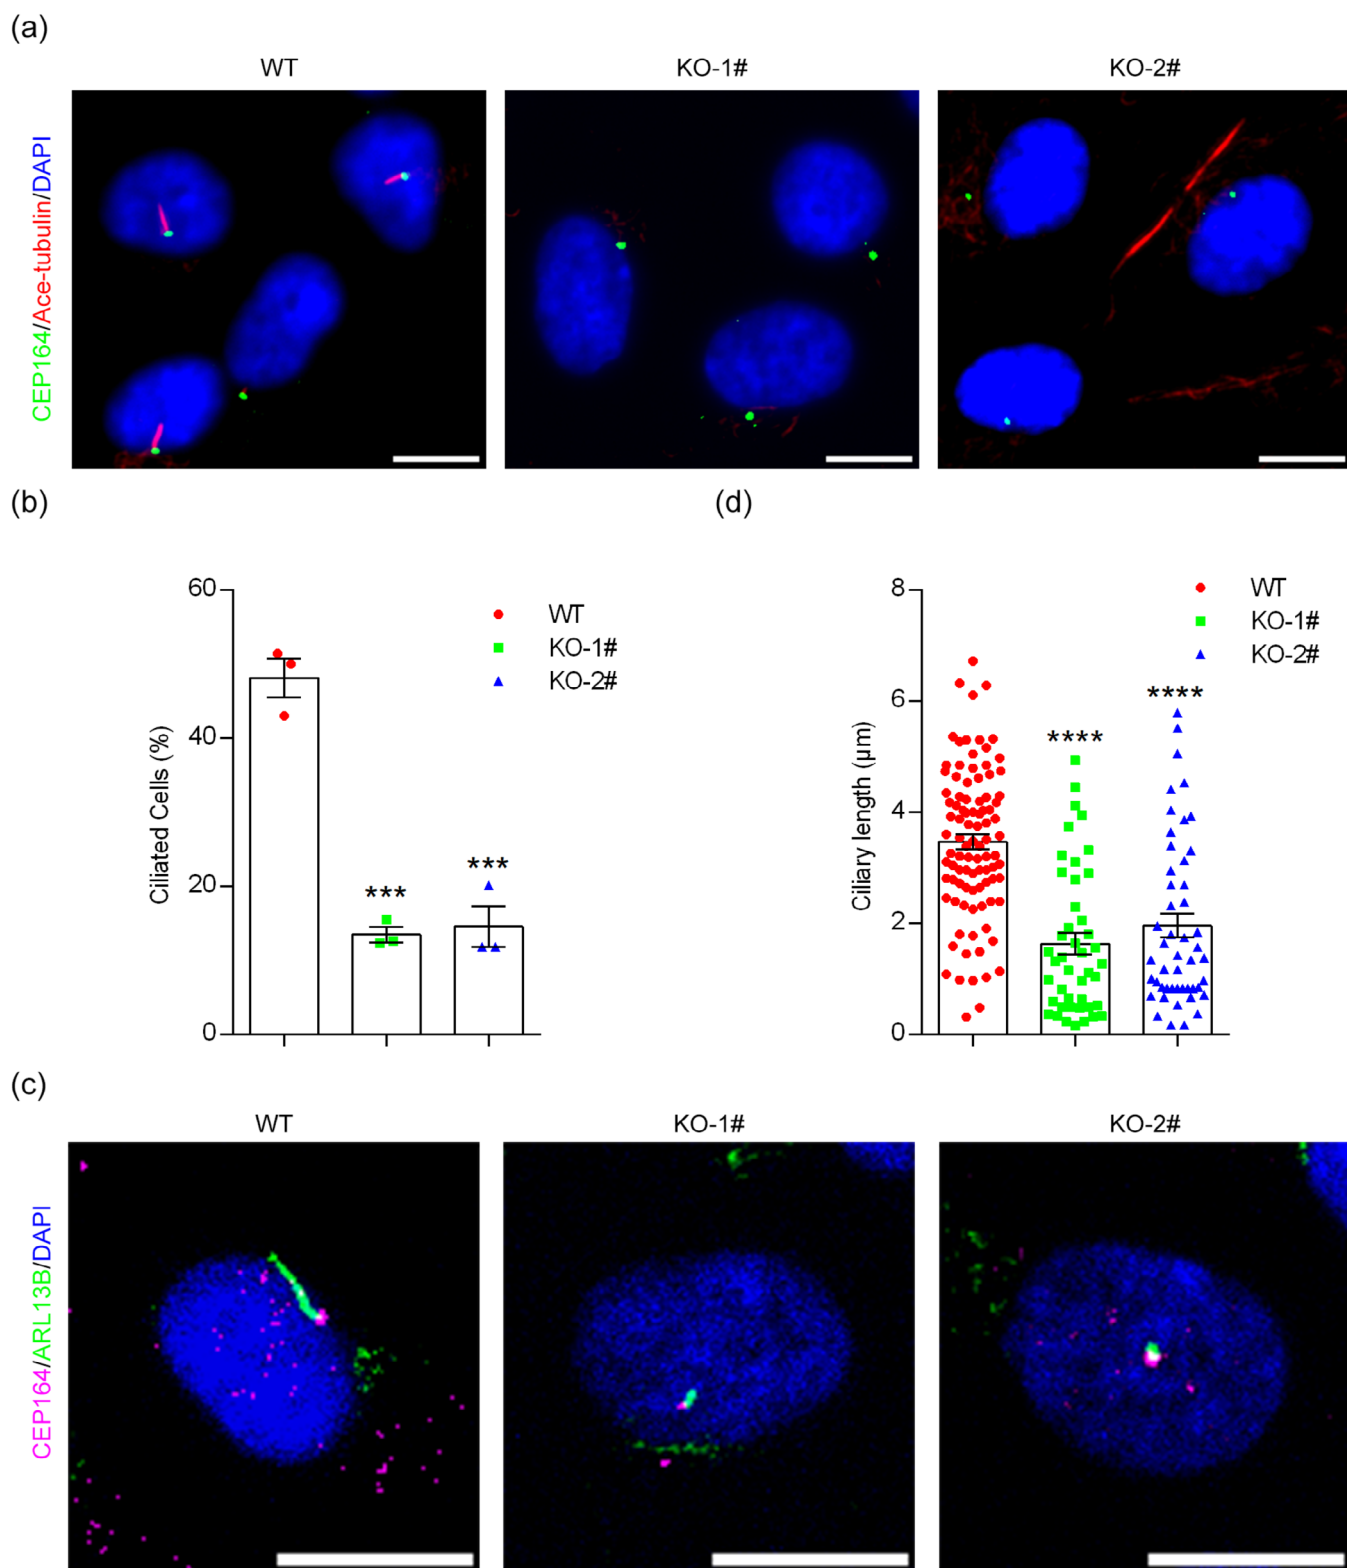 (a)
WT
KO-1#
KO-2#
CEP164/Ace-tubulin/DAPI
(b)
60
40
20
0
Ciliated Cells (%)
WT
KO-1#
KO-2#
***
***
(d)
8
6
4
2
0
Ciliary length (μm)
WT
KO-1#
KO-2#
****
****
(c)
WT
KO-1#
KO-2#
CEP164/ARL13B/DAPI